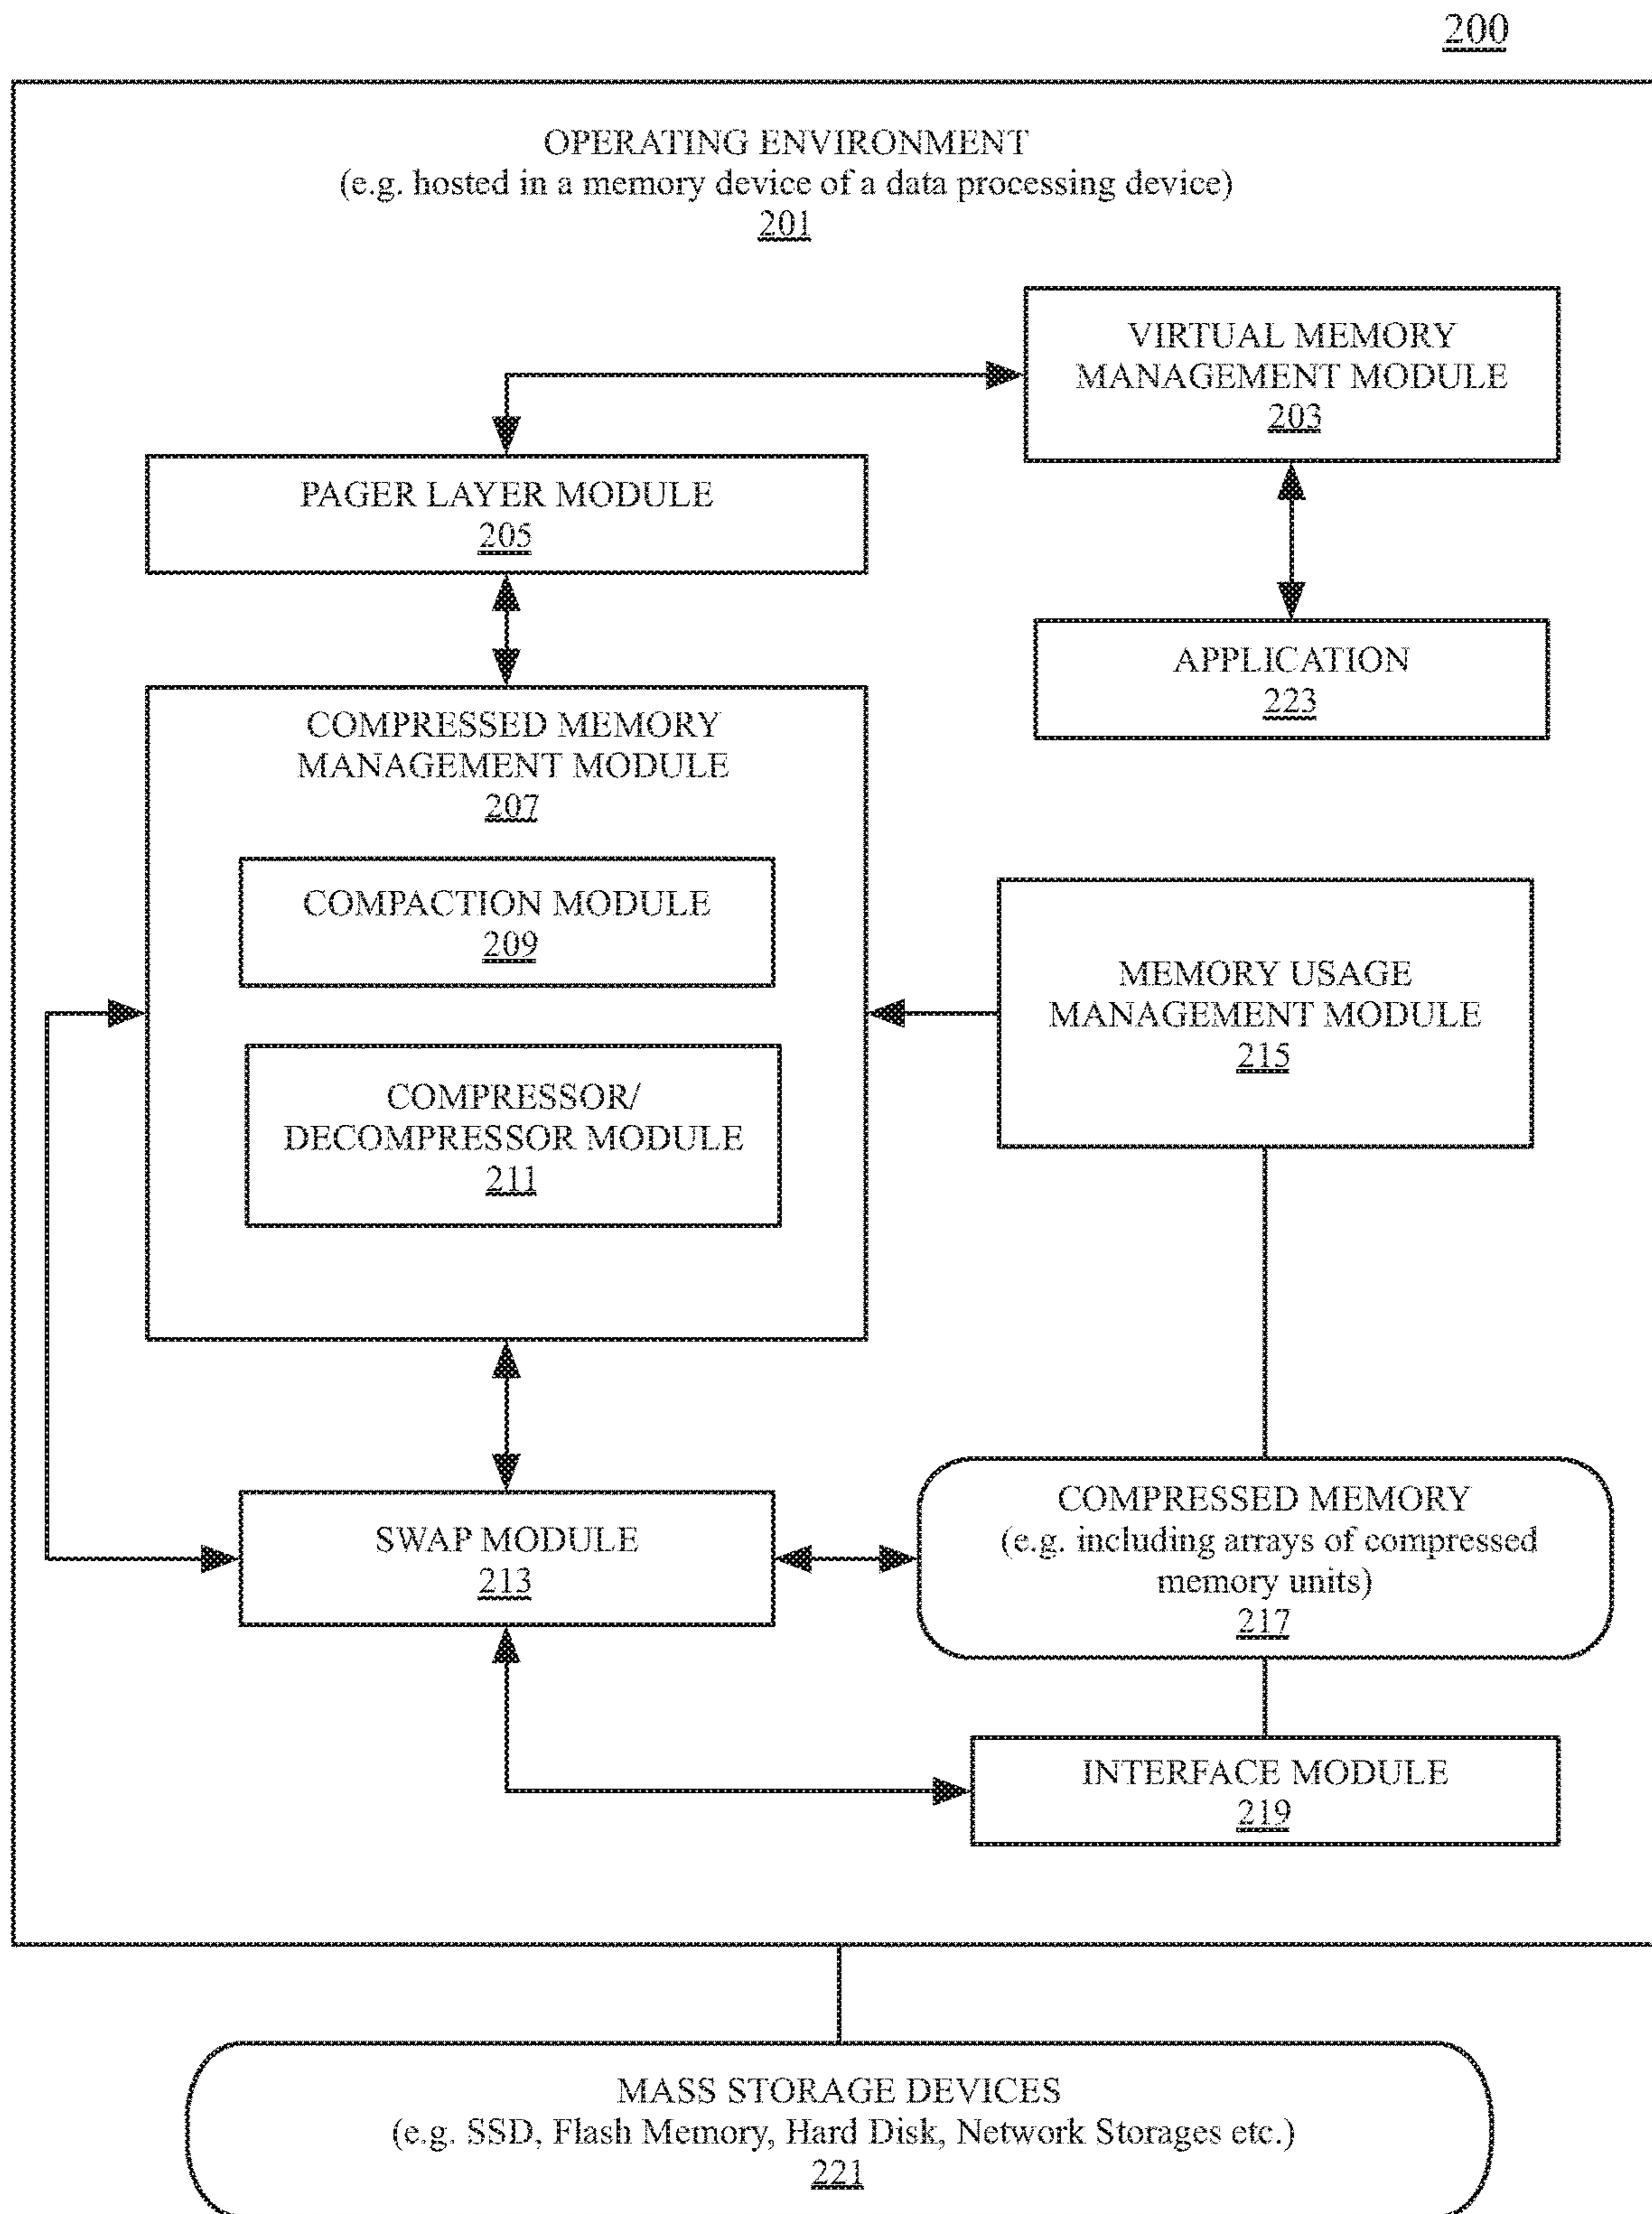 200
OPERATING ENVIRONMENT
(e.g. hosted in a memory device of a data processing device)
201
VIRTUAL MEMORY
MANAGEMENT MODULE
203
PAGER LAYER MODULE
205
APPLICATION
223
COMPRESSED MEMORY
MANAGEMENT MODULE
207
COMPACTION MODULE
209
MEMORY USAGE
MANAGEMENT MODULE
215
COMPRESSOR/
DECOMPRESSOR MODULE
211
SWAP MODULE
213
COMPRESSED MEMORY
(e.g. including arrays of compressed
memory units)
217
INTERFACE MODULE
219
MASS STORAGE DEVICES
(e.g. SSD, Flash Memory, Hard Disk, Network Storages etc.)
221